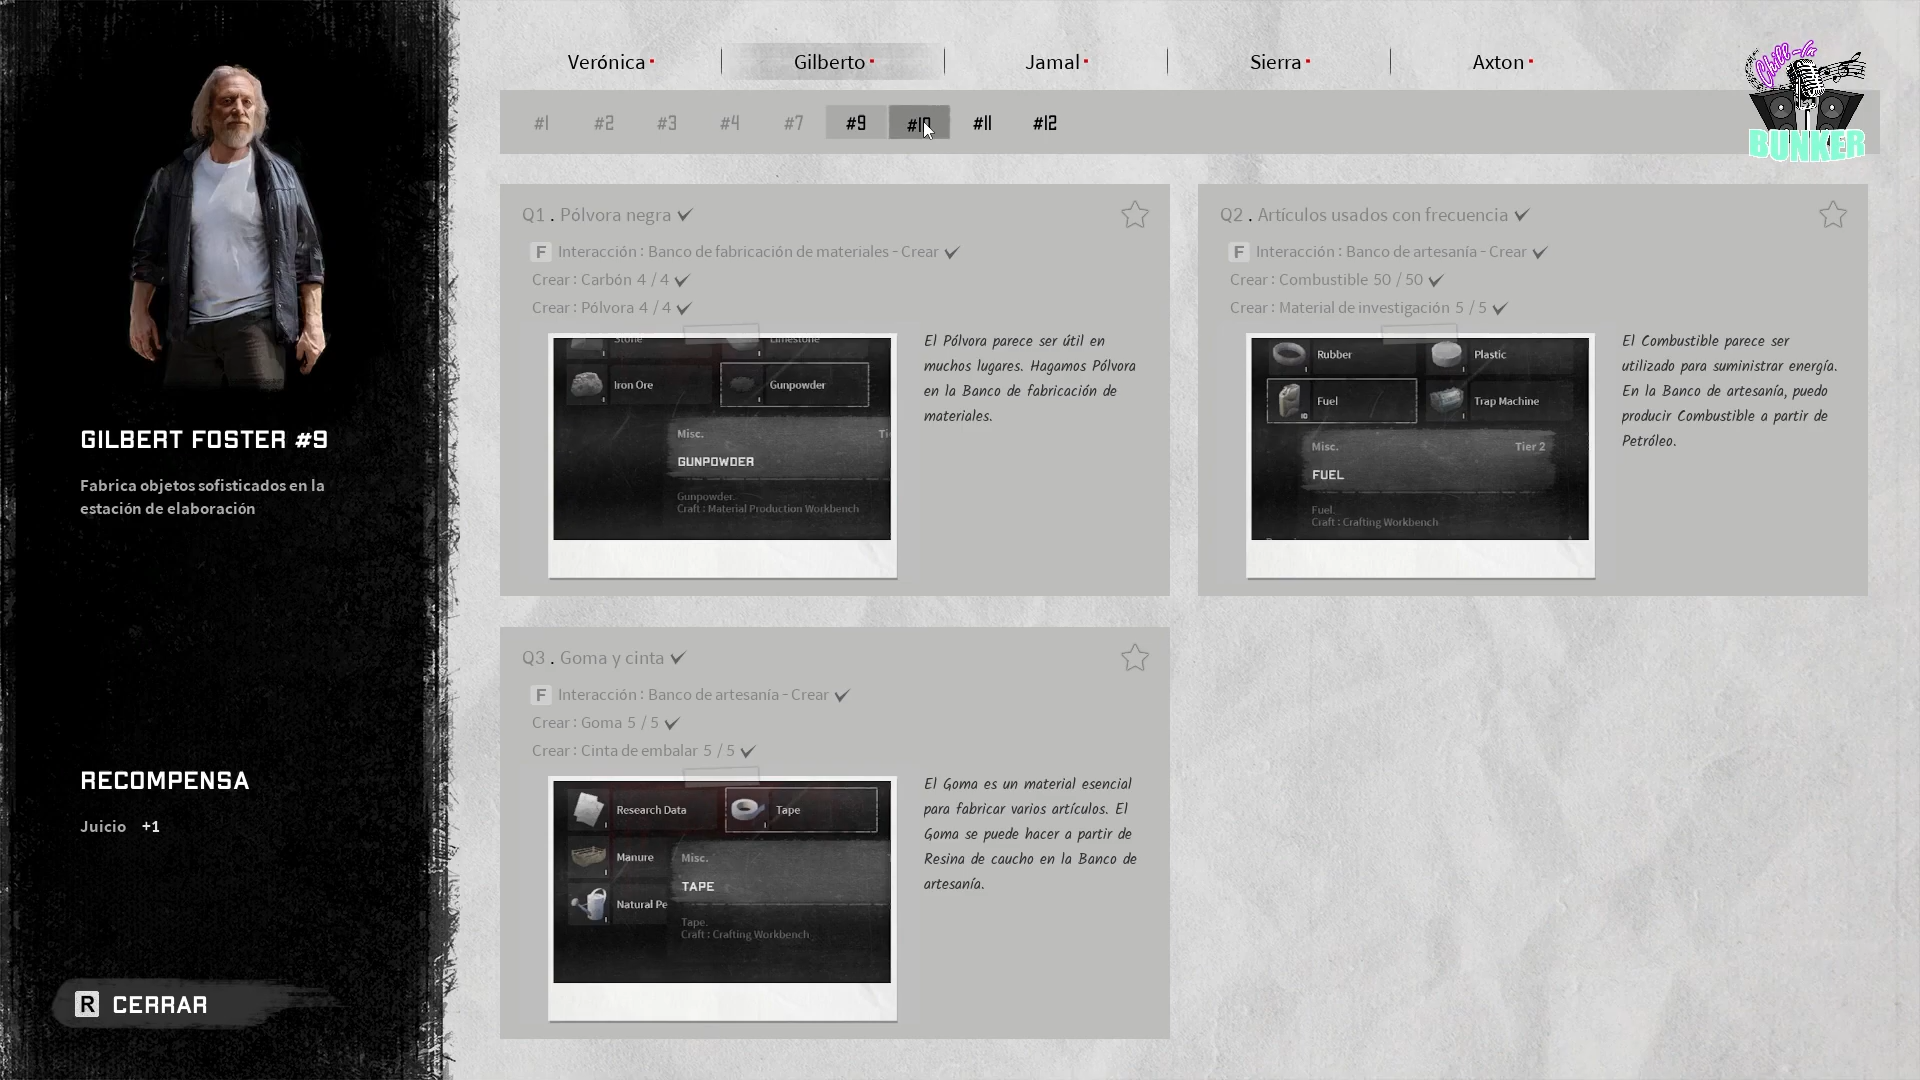 Verónica
Gilberto
Jamal
Sierra
Axton
Chill-In
BUNKER
#1
#2
#3
#4
#7
#9
#10
#11
#12
GILBERT FOSTER #9
Fabrica objetos sofisticados en la
estación de elaboración
RECOMPENSA
Juicio +1
R CERRAR
Q1 . Pólvora negra
F Interacción : Banco de fabricación de materiales - Crear
Crear : Carbón 4 / 4
Crear : Pólvora 4 / 4
Stone
Limestone
Iron Ore
Gunpowder
Misc.
Ti
GUNPOWDER
Gunpowder.
Craft : Material Production Workbench
El Pólvora parece ser útil en
muchos lugares. Hagamos Pólvora
en la Banco de fabricación de
materiales.
Q2 . Artículos usados con frecuencia
F Interacción : Banco de artesanía - Crear
Crear : Combustible 50 / 50
Crear : Material de investigación 5 / 5
Rubber
Plastic
Fuel
10
Trap Machine
1
Misc.
Tier 2
FUEL
Fuel.
Craft : Crafting Workbench
El Combustible parece ser
utilizado para suministrar energía.
En la Banco de artesanía, puedo
producir Combustible a partir de
Petróleo.
Q3 . Goma y cinta
F Interacción : Banco de artesanía - Crear
Crear : Goma 5 / 5
Crear : Cinta de embalar 5 / 5
Research Data
Tape
Manure
Natural Pe
Misc.
TAPE
Tape.
Craft : Crafting Workbench
El Goma es un material esencial
para fabricar varios artículos. El
Goma se puede hacer a partir de
Resina de caucho en la Banco de
artesanía.